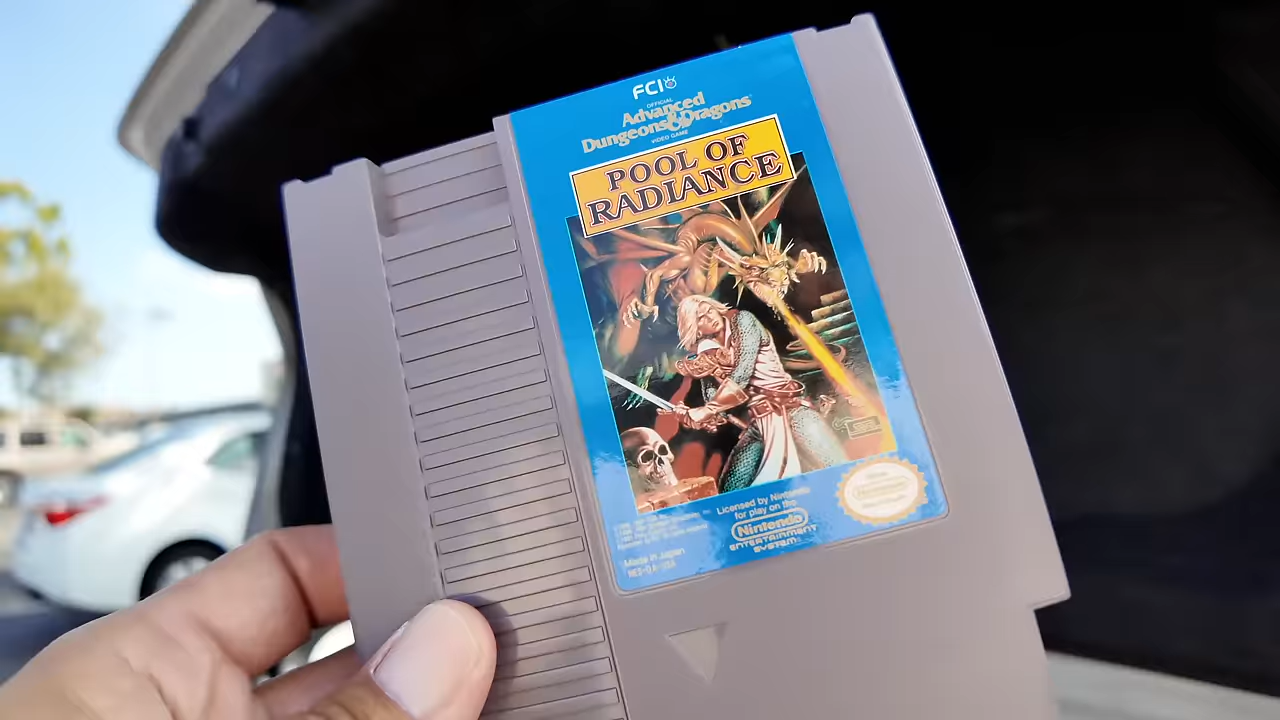 FCI
OFFICIAL
Advanced
Dungeons & Dragons
VIDEO GAME
POOL OF
RADIANCE
Licensed by Nintendo
for play on the
Nintendo
ENTERTAINMENT
SYSTEM
Made in Japan